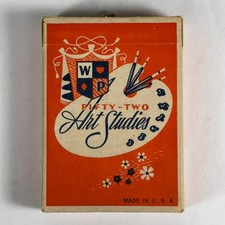 W P
FIFTY-TWO
Art Studies
MADE IN U. S. A.